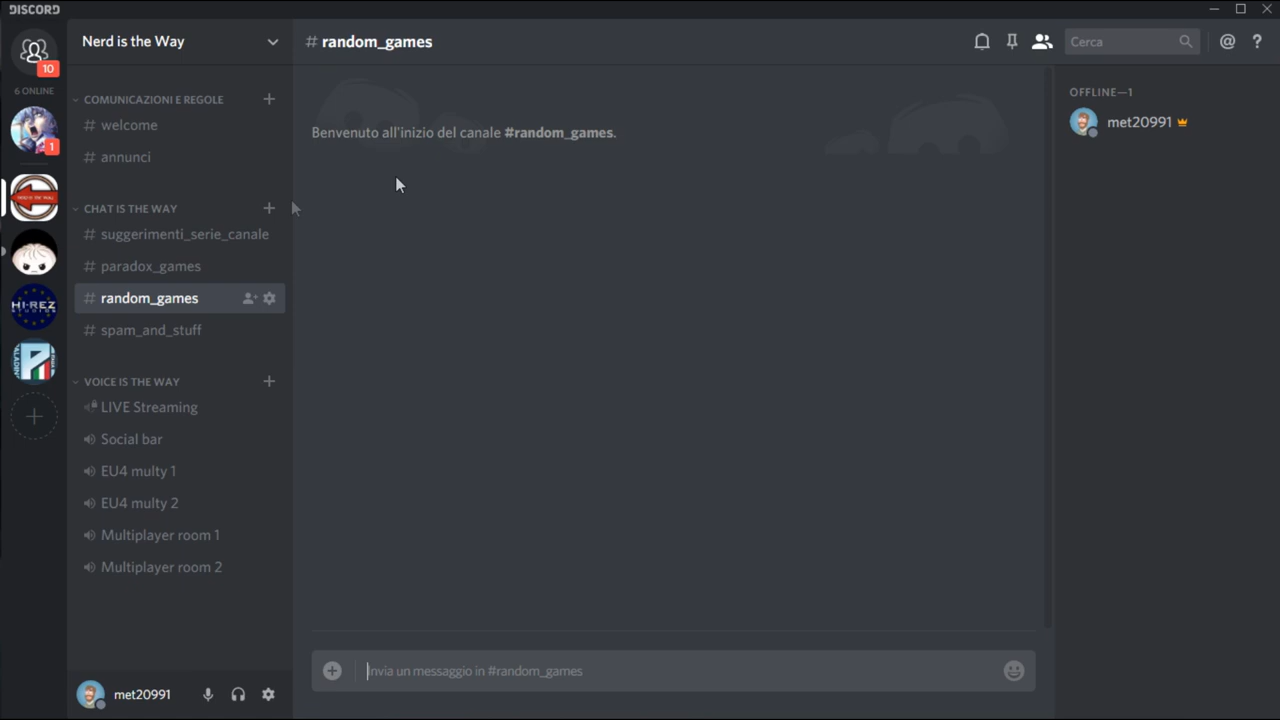 DISCORD
10
6 ONLINE
1
HI-REZ
STUDIOS
Nerd is the Way
COMUNICAZIONI E REGOLE
# welcome
# annunci
CHAT IS THE WAY
# suggerimenti_serie_canale
# paradox_games
# random_games
# spam_and_stuff
VOICE IS THE WAY
LIVE Streaming
Social bar
EU4 multy 1
EU4 multy 2
Multiplayer room 1
Multiplayer room 2
met20991
# random_games
Cerca
@ ?
Benvenuto all'inizio del canale #random_games.
Invia un messaggio in #random_games
OFFLINE—1
met20991